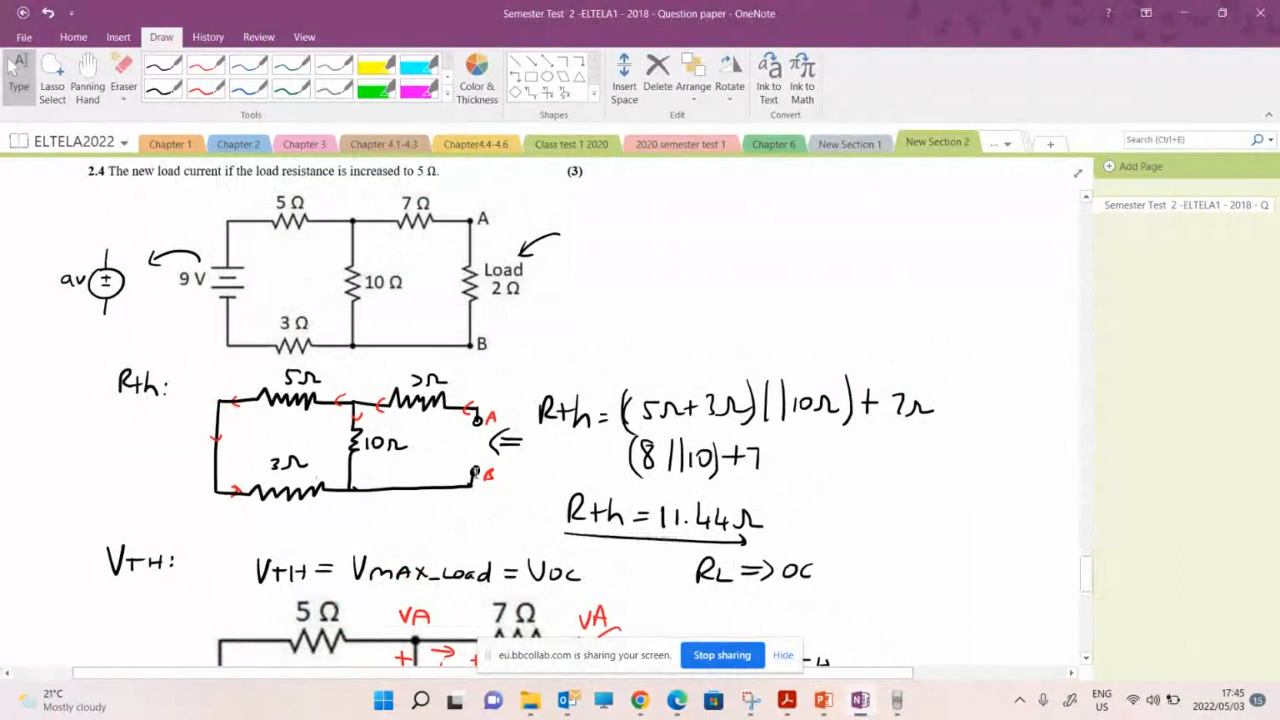 Semester Test 2 -ELTELA1 - 2018 - Question paper - OneNote
File Home Insert Draw History Review View
Type Lasso Select Panning Hand Eraser Color & Thickness Insert Space Delete Arrange Rotate Ink to Text Ink to Math
Tools Shapes Edit Convert
ELTELA2022 Chapter 1 Chapter 2 Chapter 3 Chapter 4.1-4.3 Chapter4.4-4.6 Class test 1 2020 2020 semester test 1 Chapter 6 New Section 1 New Section 2 ... Search (Ctrl+E)
Add Page
Semester Test 2 -ELTELA1 - 2018 - Q
2.4 The new load current if the load resistance is increased to 5 Ω. (3)
5 Ω 7 Ω
A
9V 9 V 10 Ω Load
2 Ω
3 Ω
B
Rth:
5Ω 7Ω
A
10Ω
3Ω
B
Rth = (5Ω+3Ω)||10Ω)+7Ω
(8||10)+7
Rth = 11.44Ω
VTH: VTH = VMAX_LOAD = VOC RL => OC
5 Ω VA 7 Ω VA
+ +
eu.bbcollab.com is sharing your screen. Stop sharing Hide
21°C
Mostly cloudy
ENG
US
17:45
2022/05/03
15